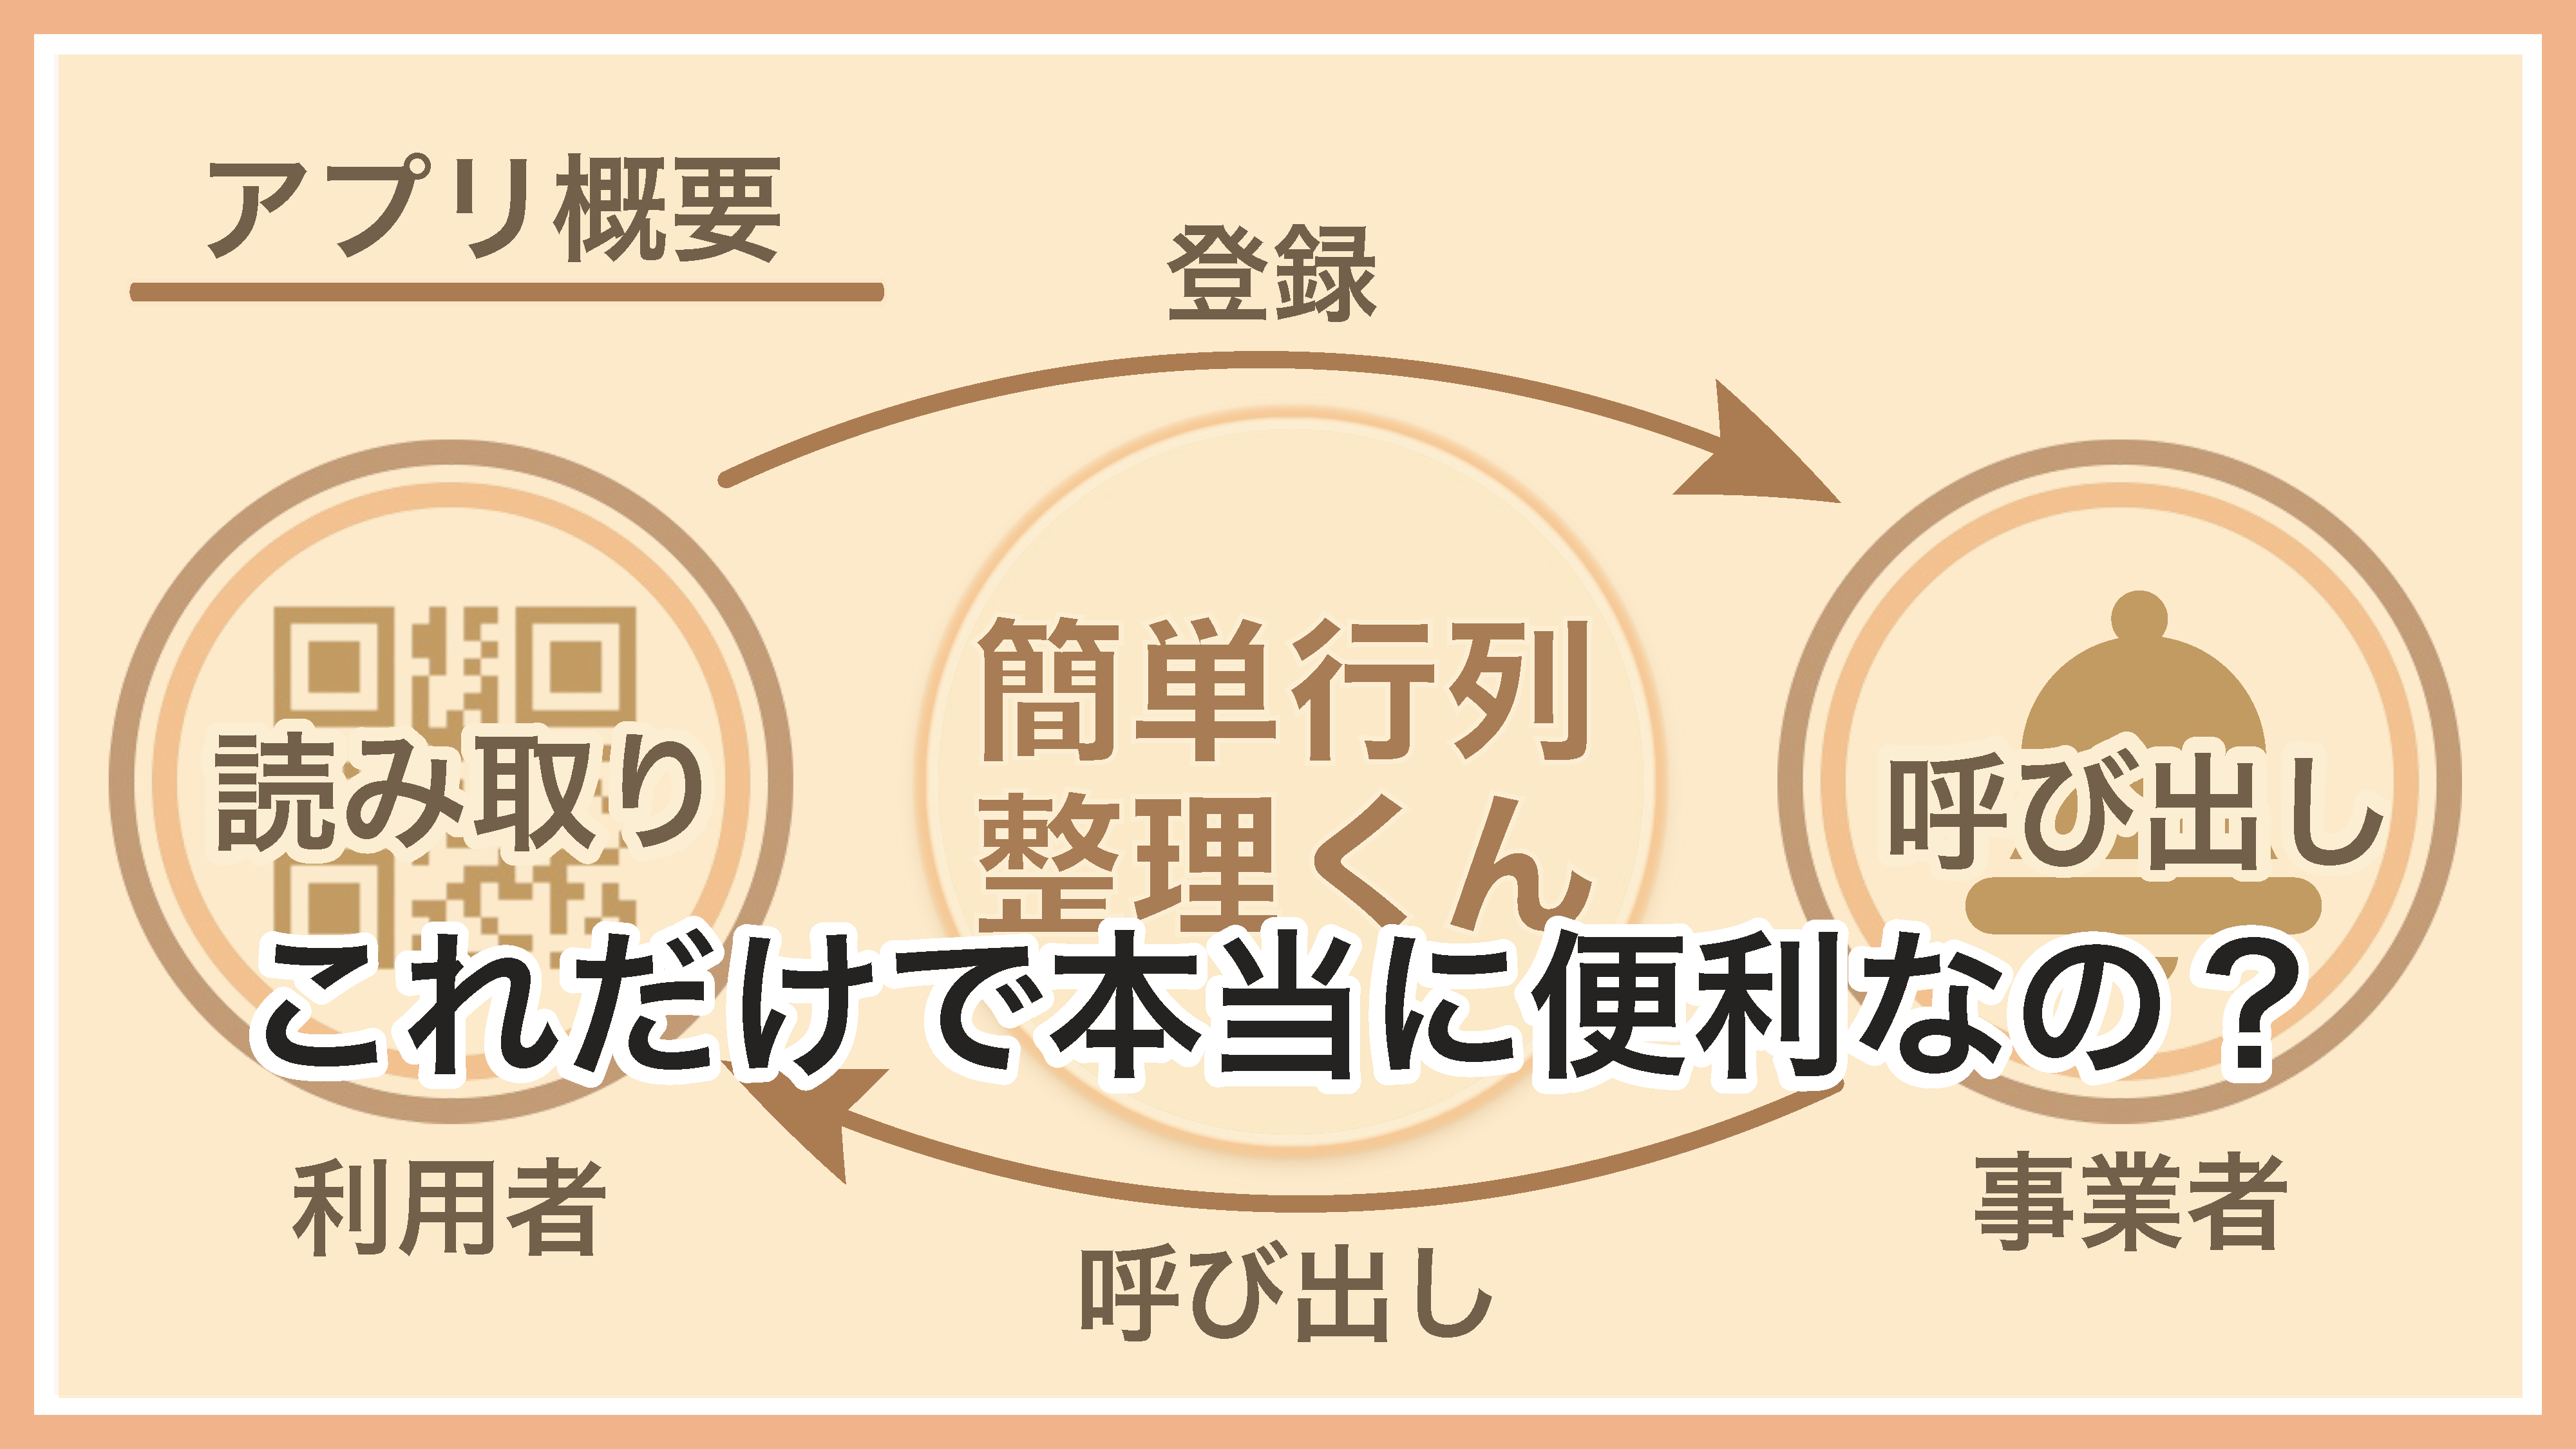 アプリ概要
登録
簡単行列
整理くん
読み取り
呼び出し
これだけで本当に便利なの？
利用者
事業者
呼び出し